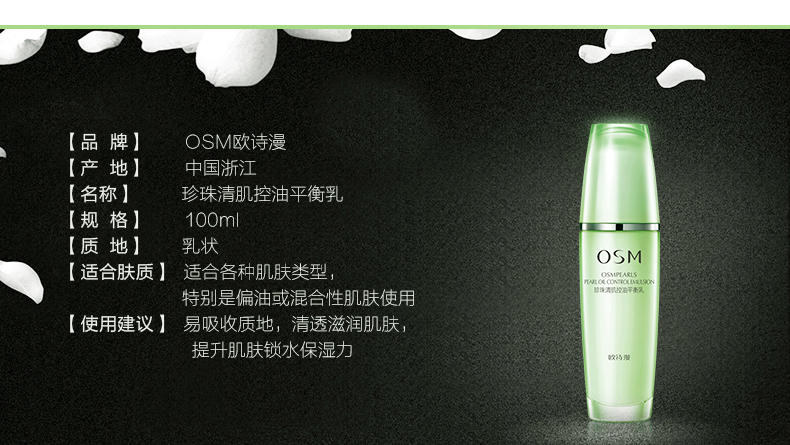 【品 牌】 OSM欧诗漫
【产 地】 中国浙江
【名称】 珍珠清肌控油平衡乳
【规 格】 100ml
【质 地】 乳状
【适合肤质】 适合各种肌肤类型，
特别是偏油或混合性肌肤使用
【使用建议】 易吸收质地，清透滋润肌肤，
提升肌肤锁水保湿力
OSM
OSMPEARLS
PEARL OIL CONTROL EMULSION
珍珠清肌控油平衡乳
欧诗漫